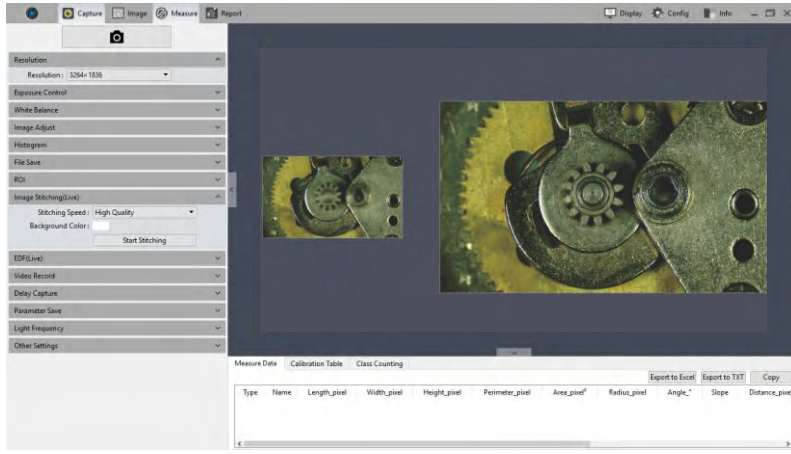 Capture Image Measure Report Display Config Info
Resolution
Resolution : 3264×1836
Exposure Control
White Balance
Image Adjust
Histogram
File Save
ROI
Image Stitching(Live)
Stitching Speed : High Quality
Background Color :
Start Stitching
EDF(Live)
Video Record
Delay Capture
Parameter Save
Light Frequency
Other Settings
Measure Data Calibration Table Class Counting
Export to Excel Export to TXT Copy
Type Name Length_pixel Width_pixel Height_pixel Perimeter_pixel Area_pixel² Radius_pixel Angle_° Slope Distance_pixe